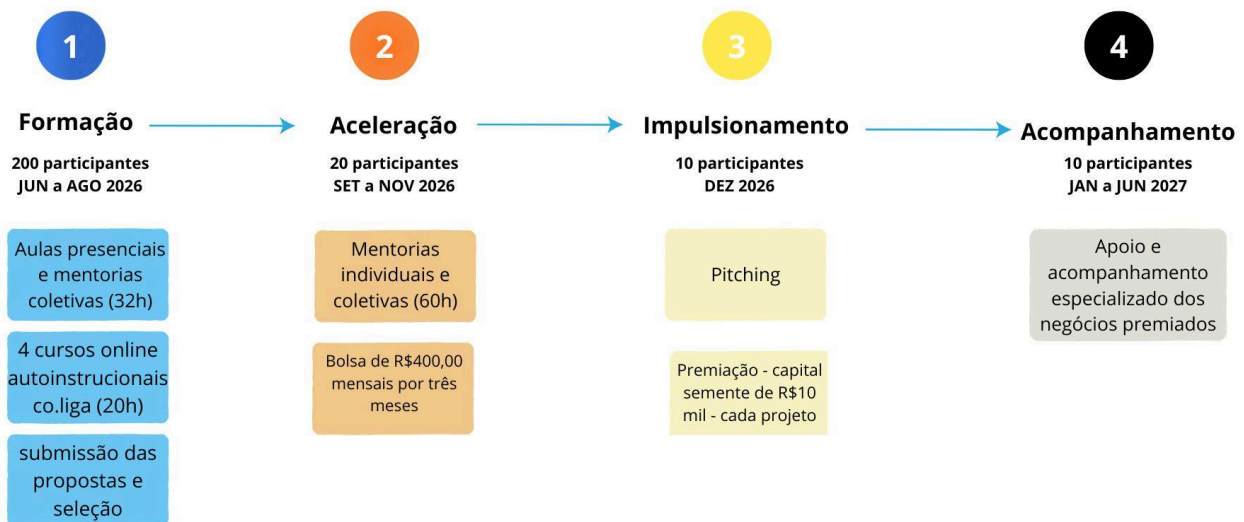 1
Formação
200 participantes
JUN a AGO 2026
Aulas presenciais
e mentorias
coletivas (32h)
4 cursos online
autoinstrucionais
co.liga (20h)
submissão das
propostas e
seleção
2
Aceleração
20 participantes
SET a NOV 2026
Mentorias
individuais e
coletivas (60h)
Bolsa de R$400,00
mensais por três
meses
3
Impulsionamento
10 participantes
DEZ 2026
Pitching
Premiação - capital
semente de R$10
mil - cada projeto
4
Acompanhamento
10 participantes
JAN a JUN 2027
Apoio e
acompanhamento
especializado dos
negócios premiados